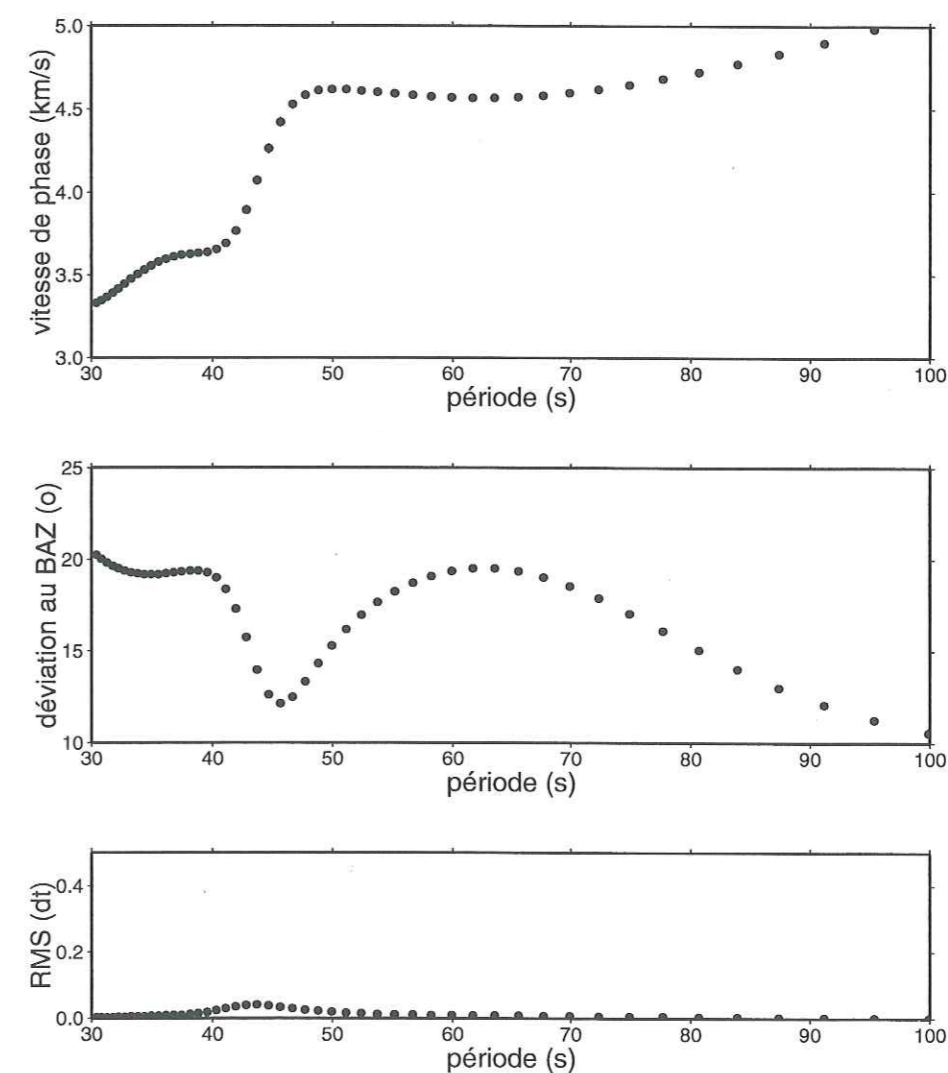 vitesse de phase (km/s)
5.0
4.5
4.0
3.5
3.0
30 40 50 60 70 80 90 100
période (s)
déviation au BAZ (o)
25
20
15
10
30 40 50 60 70 80 90 100
période (s)
RMS (dt)
0.4
0.2
0.0
30 40 50 60 70 80 90 100
période (s)